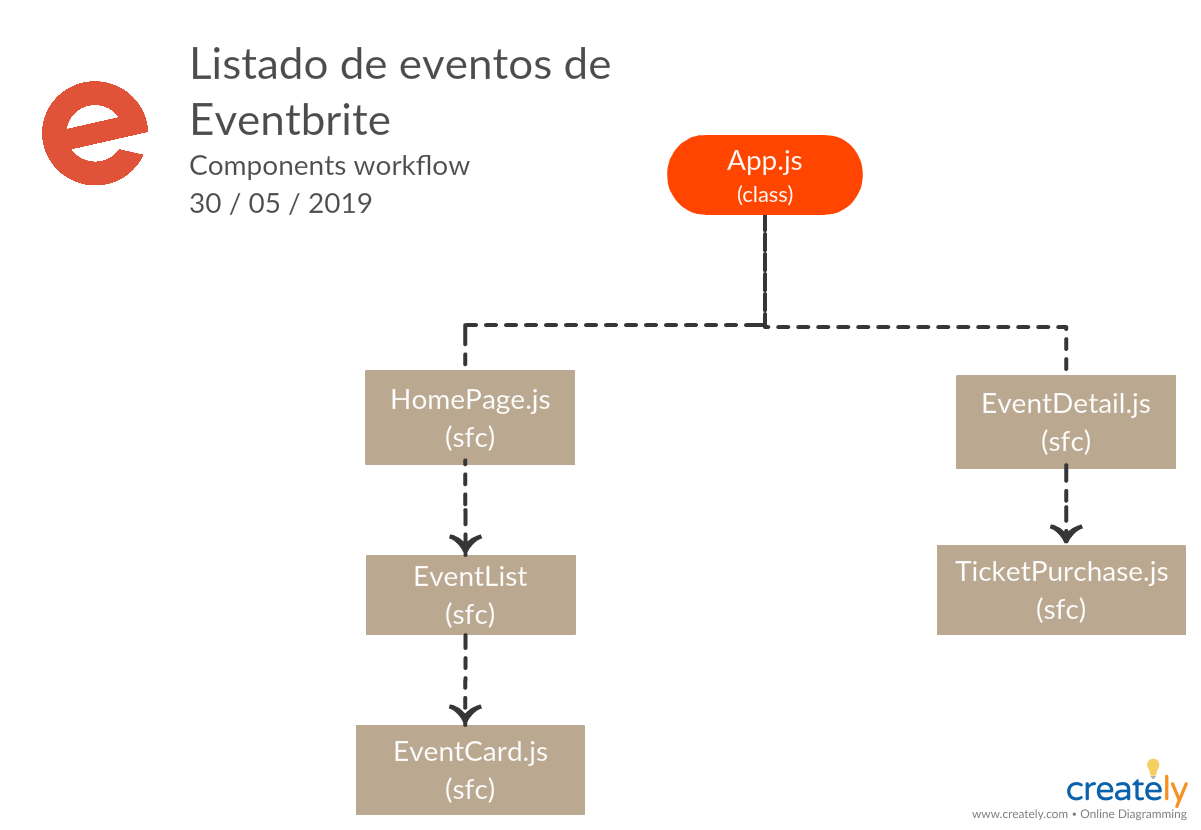 Listado de eventos de
Eventbrite
Components workflow
30 / 05 / 2019
App.js
(class)
HomePage.js
(sfc)
EventDetail.js
(sfc)
EventList
(sfc)
TicketPurchase.js
(sfc)
EventCard.js
(sfc)
creately
www.creately.com • Online Diagramming